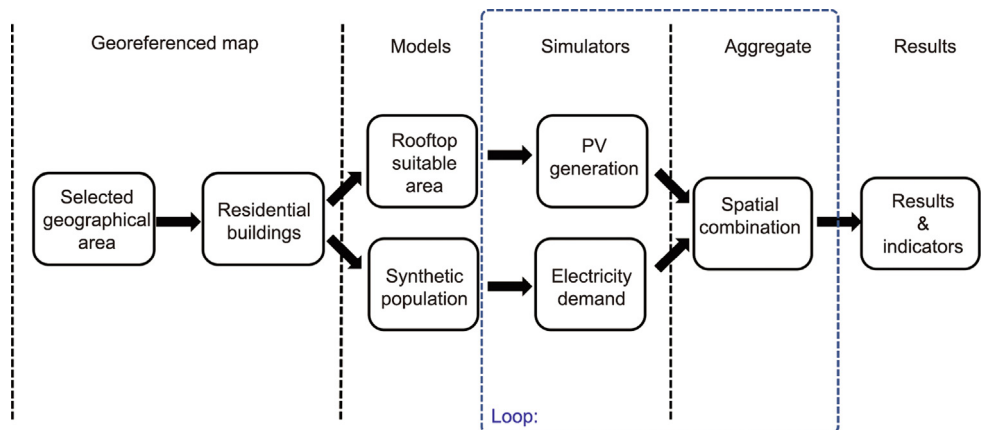 Georeferenced map
Models
Simulators
Aggregate
Results
Selected
geographical
area
Residential
buildings
Rooftop
suitable
area
Synthetic
population
PV
generation
Electricity
demand
Spatial
combination
Results
&
indicators
Loop: